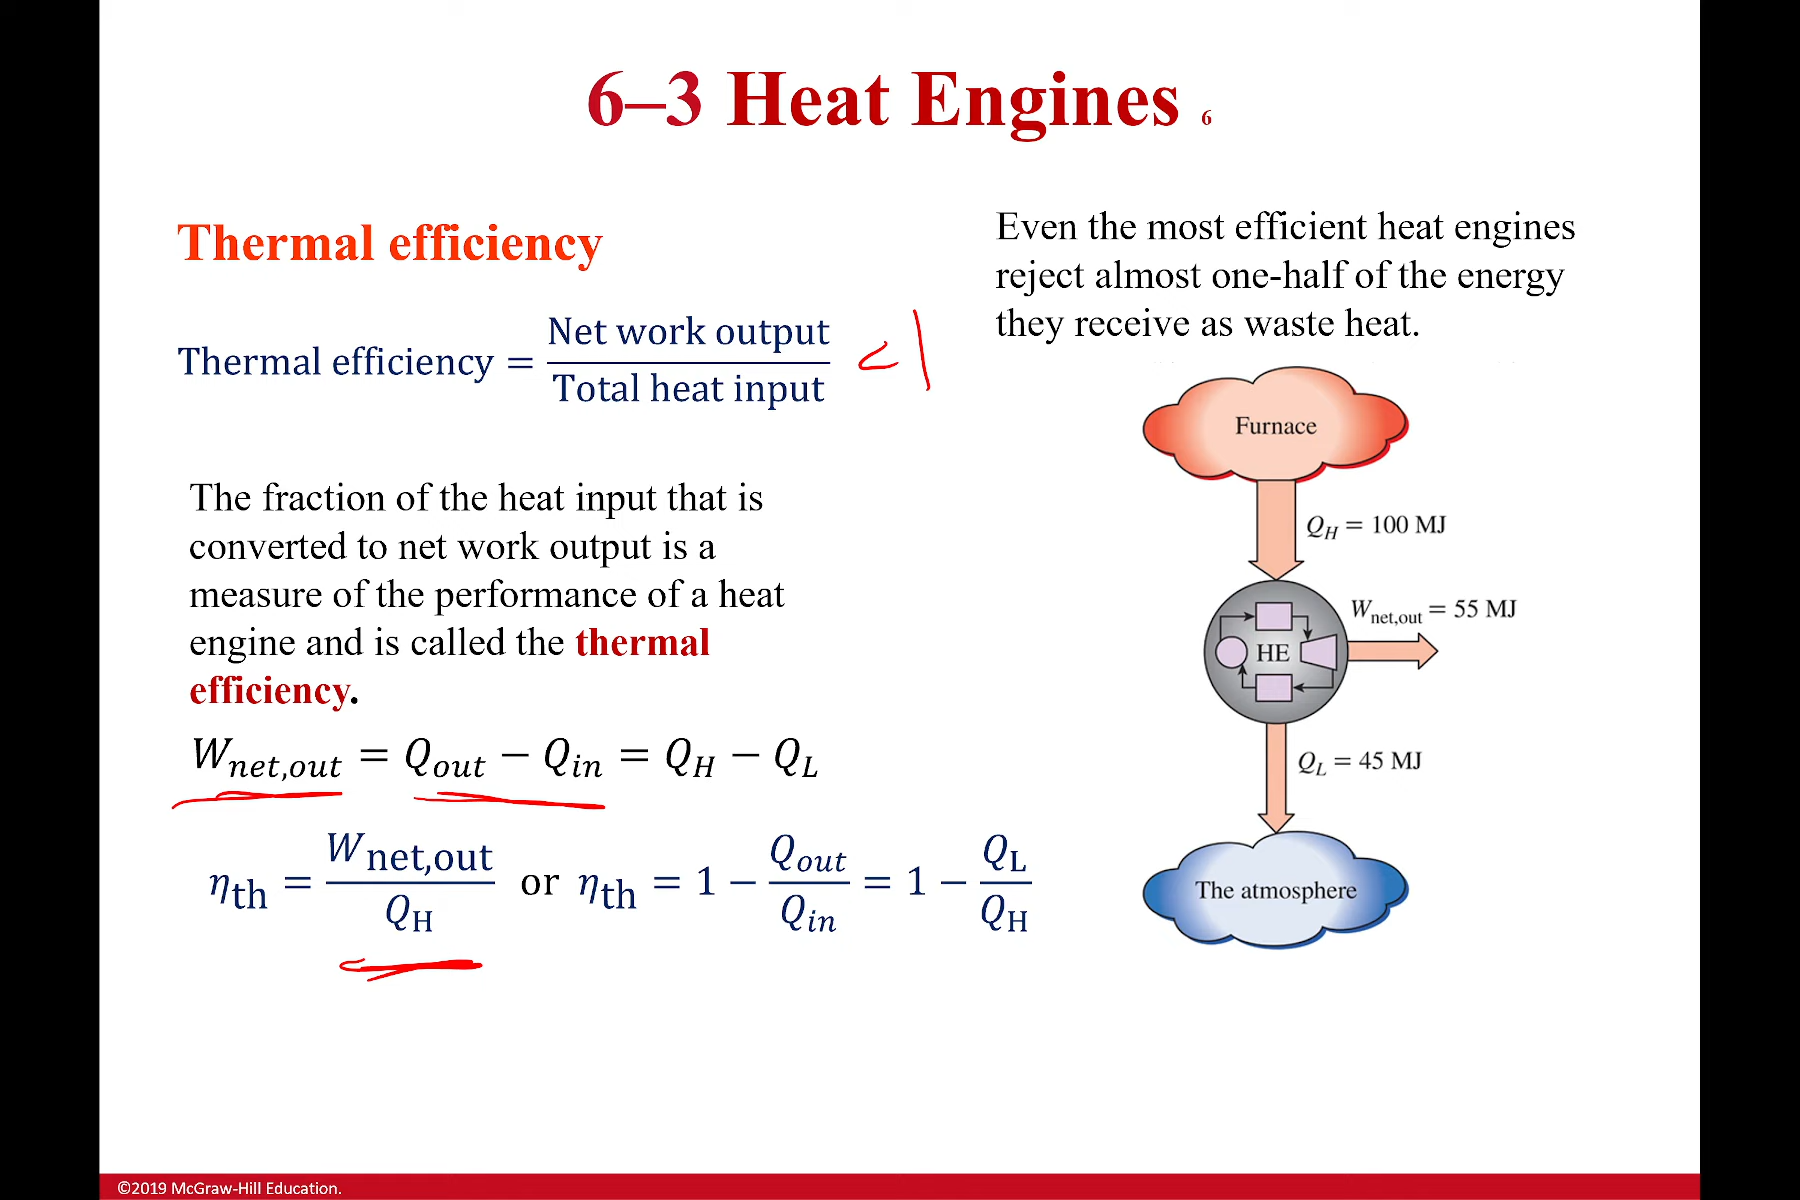 6–3 Heat Engines 6
Thermal efficiency
Thermal efficiency = Net work output / Total heat input < 1
The fraction of the heat input that is
converted to net work output is a
measure of the performance of a heat
engine and is called the thermal
efficiency.
W_net,out = Q_out − Q_in = Q_H − Q_L
η_th = W_net,out / Q_H or η_th = 1 − Q_out / Q_in = 1 − Q_L / Q_H
Even the most efficient heat engines
reject almost one-half of the energy
they receive as waste heat.
Furnace
Q_H = 100 MJ
W_net,out = 55 MJ
HE
Q_L = 45 MJ
The atmosphere
©2019 McGraw-Hill Education.